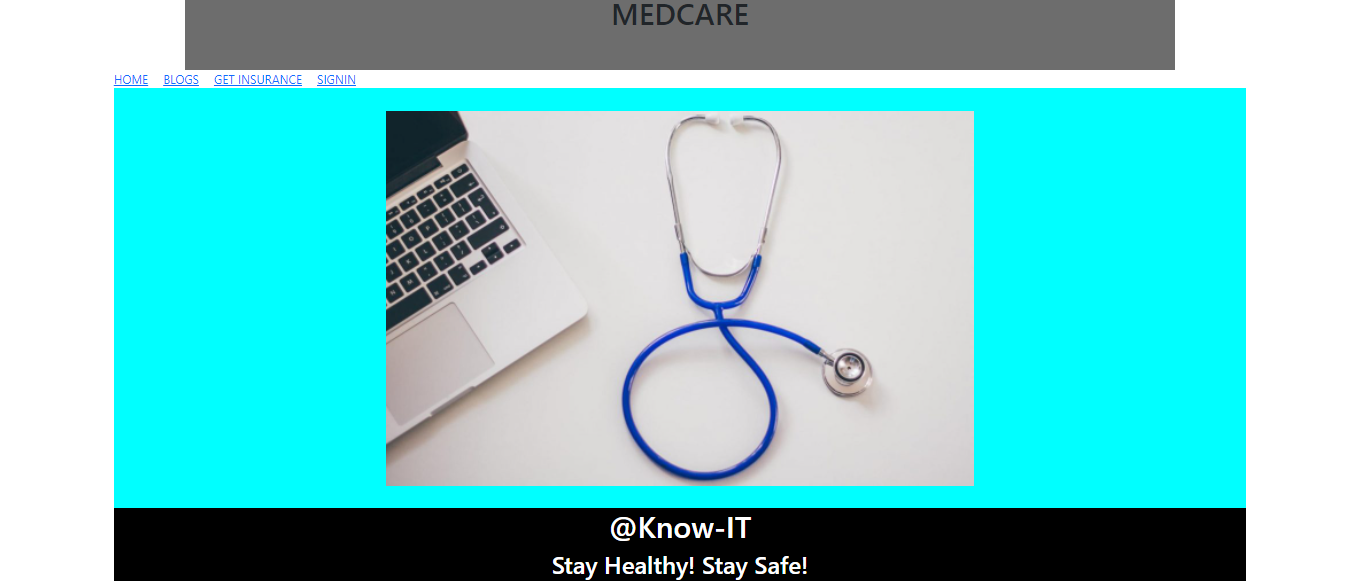 MEDCARE
HOME BLOGS GET INSURANCE SIGNIN
@Know-IT
Stay Healthy! Stay Safe!